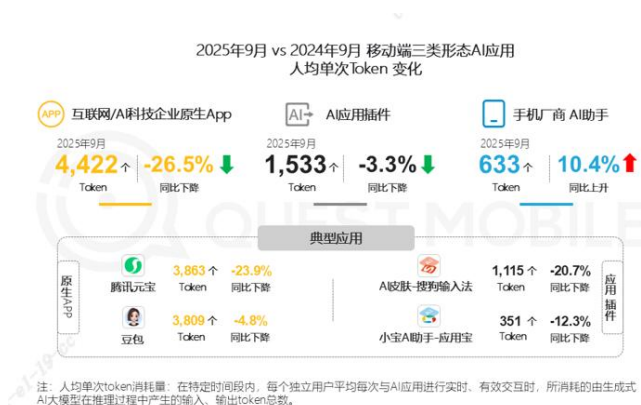 2025年9月 vs 2024年9月 移动端三类形态AI应用
人均单次Token 变化
APP 互联网/AI科技企业原生App
AI AI应用插件
手机厂商 AI助手
2025年9月
4,422个 -26.5%
Token 同比下降
2025年9月
1,533个 -3.3%
Token 同比下降
2025年9月
633个 10.4%
Token 同比上升
QUEST MOBILE
典型应用
原生APP
腾讯元宝 3,863个 -23.9%
Token 同比下降
豆包 3,809个 -4.8%
Token 同比下降
AI皮肤-搜狗输入法 1,115个 -20.7%
Token 同比下降
小宝AI助手-应用宝 351个 -12.3%
Token 同比下降
应用插件
注：人均单次token消耗量：在特定时间段内，每个独立用户平均每次与AI应用进行实时、有效交互时，所消耗的由生成式
AI大模型在推理过程中产生的输入、输出token总数。